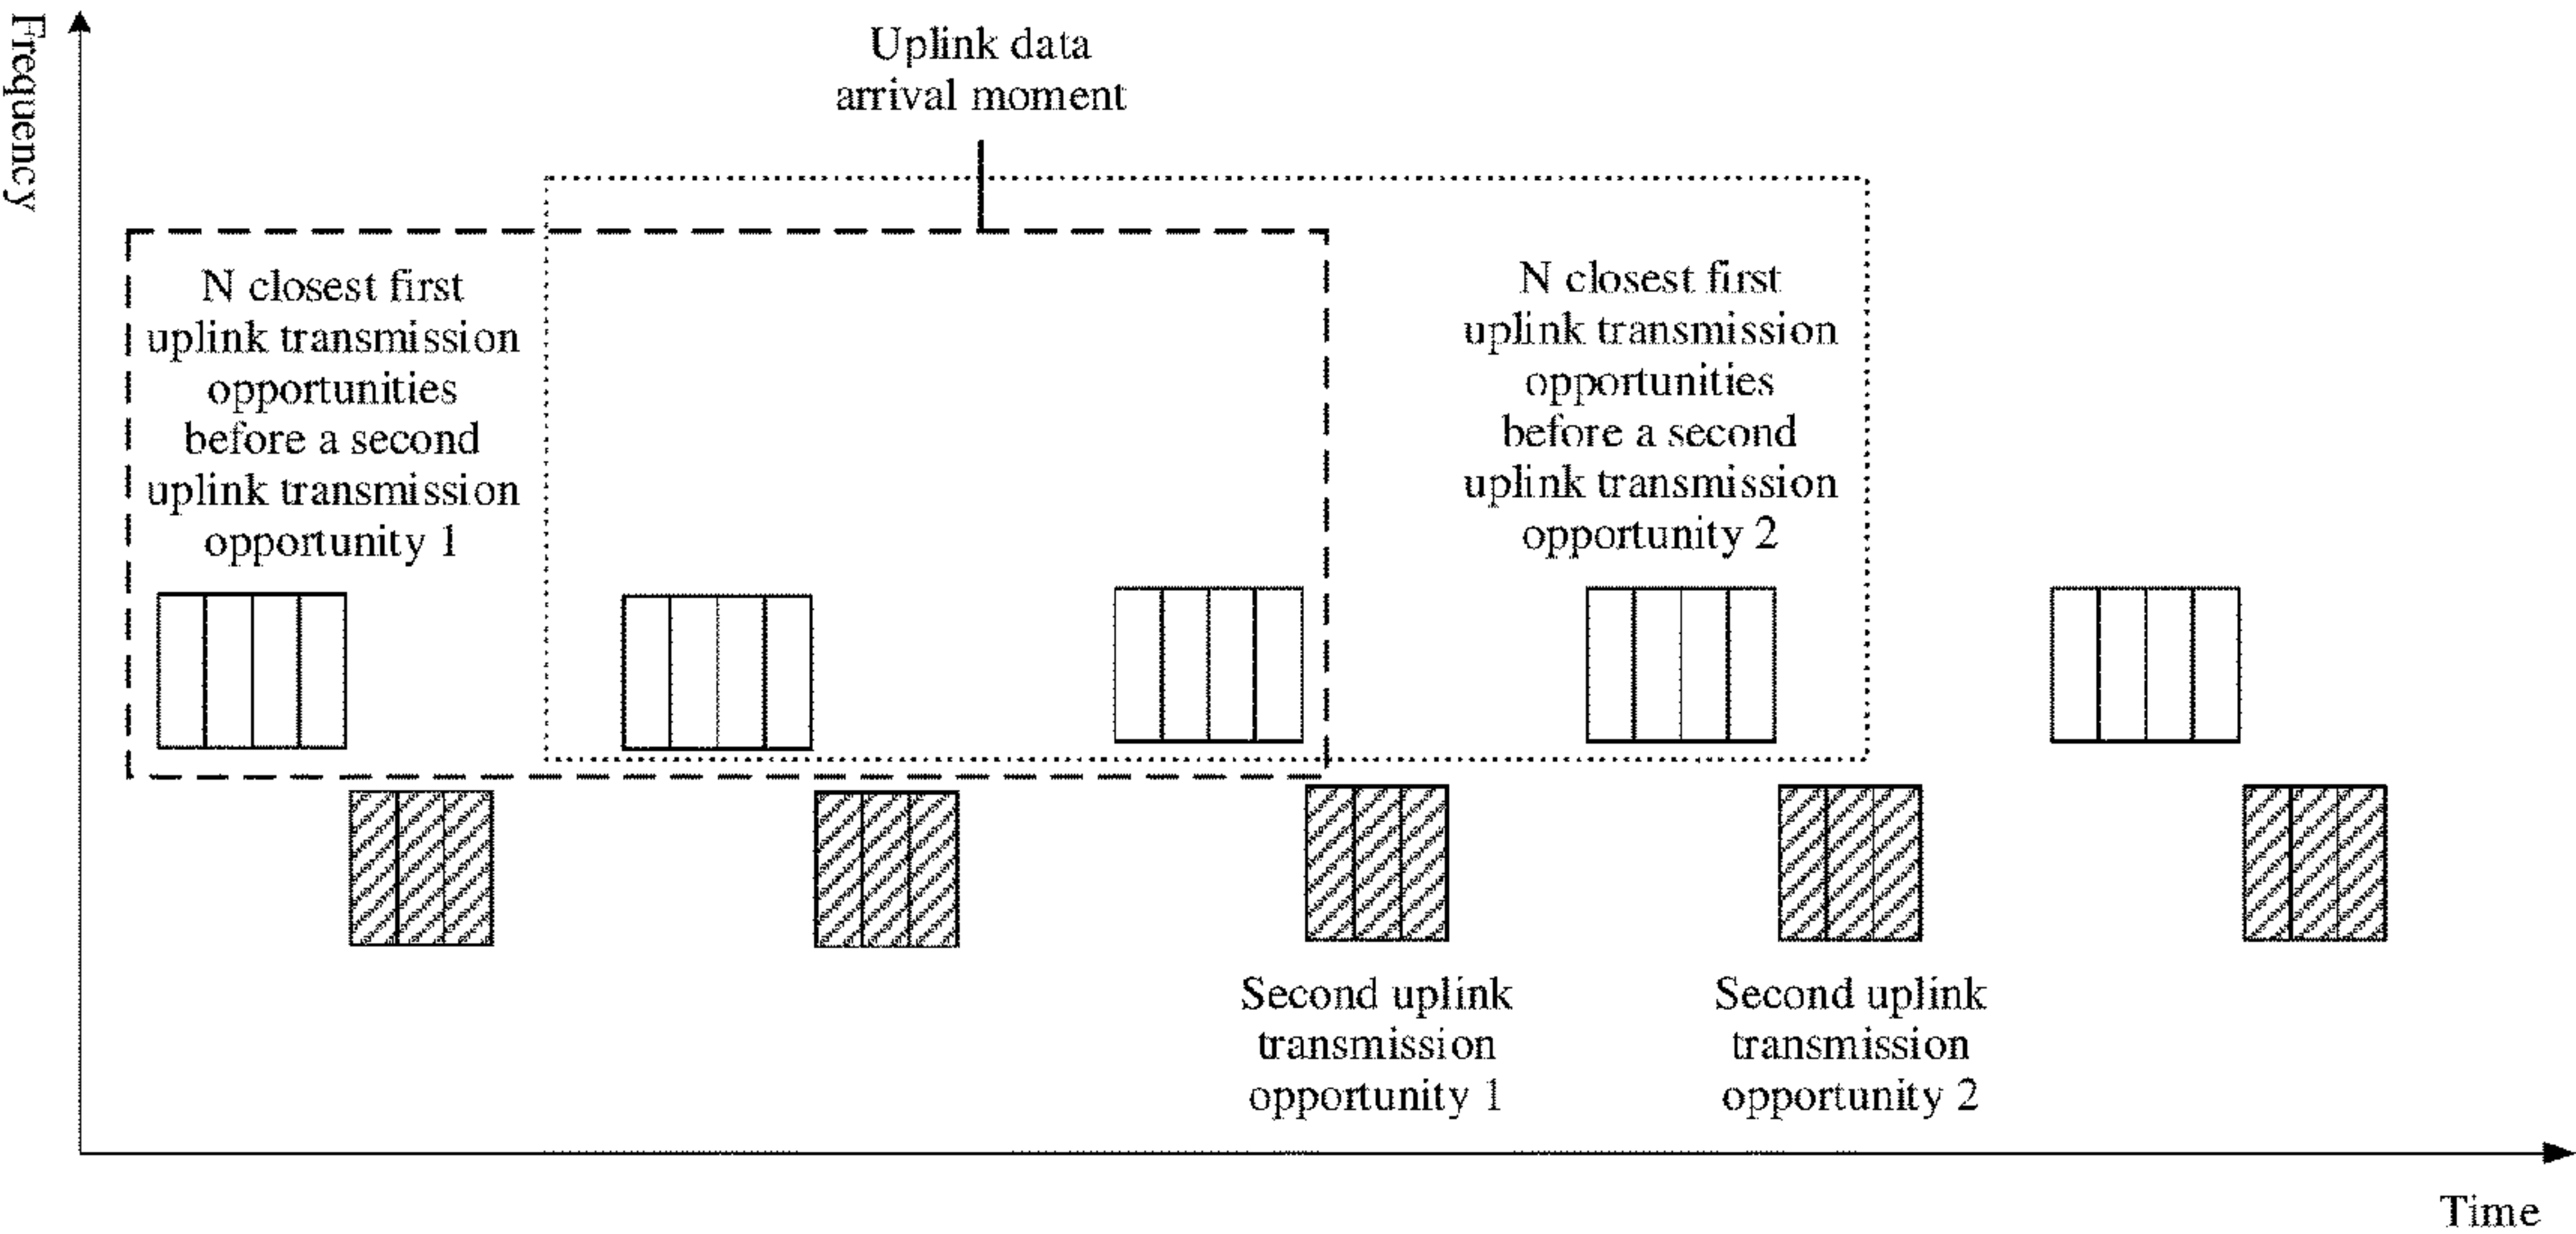 Frequency
Uplink data
arrival moment
N closest first
uplink transmission
opportunities
before a second
uplink transmission
opportunity 1
N closest first
uplink transmission
opportunities
before a second
uplink transmission
opportunity 2
Second uplink
transmission
opportunity 1
Second uplink
transmission
opportunity 2
Time